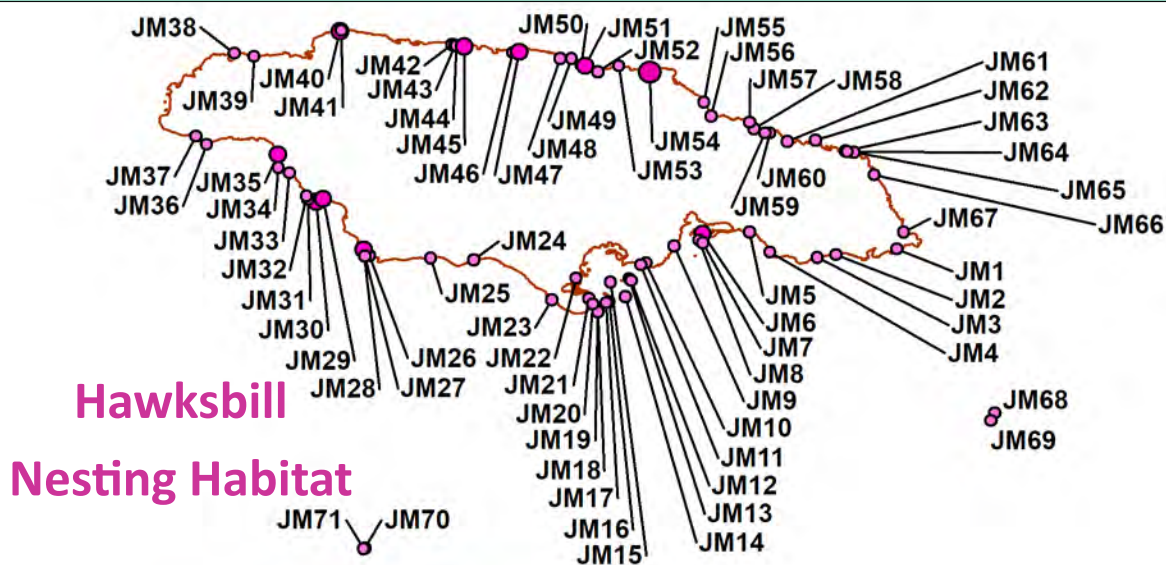 JM50
JM51
JM55
JM38
JM52
JM56
JM42
JM57
JM58
JM61
JM40
JM43
JM62
JM39
JM41
JM44
JM49
JM63
JM45
JM54
JM48
JM64
JM46
JM47
JM53
JM60
JM37
JM35
JM65
JM36
JM34
JM59
JM66
JM33
JM67
JM24
JM32
JM1
JM25
JM5
JM31
JM2
JM23
JM6
JM3
JM30
JM7
JM4
JM29
JM26
JM22
JM8
JM28
JM27
JM21
JM9
Hawksbill
JM20
JM68
JM10
JM19
JM69
JM11
JM18
Nesting Habitat
JM12
JM17
JM13
JM71
JM70
JM16
JM14
JM15